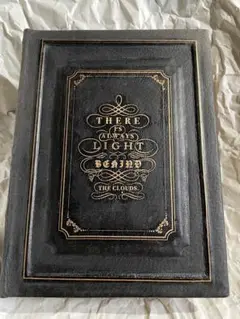 THERE
IS
ALWAYS
LIGHT
BEHIND
THE CLOUDS.